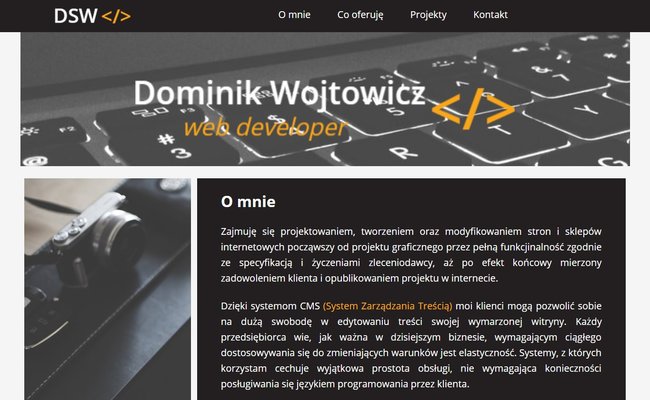 DSW </>
O mnie Co oferuję Projekty Kontakt
Dominik Wojtowicz </>
web developer
O mnie
Zajmuję się projektowaniem, tworzeniem oraz modyfikowaniem stron i sklepów
internetowych począwszy od projektu graficznego przez pełną funkcjinalność zgodnie
ze specyfikacją i życzeniami zleceniodawcy, aż po efekt końcowy mierzony
zadowoleniem klienta i opublikowaniem projektu w internecie.
Dzięki systemom CMS (System Zarządzania Treścią) moi klienci mogą pozwolić sobie
na dużą swobodę w edytowaniu treści swojej wymarzonej witryny. Każdy
przedsiębiorca wie, jak ważna w dzisiejszym biznesie, wymagającym ciągłego
dostosowywania się do zmieniających warunków jest elastyczność. Systemy, z których
korzystam cechuje wyjątkowa prostota obsługi, nie wymagająca konieczności
posługiwania się językiem programowania przez klienta.